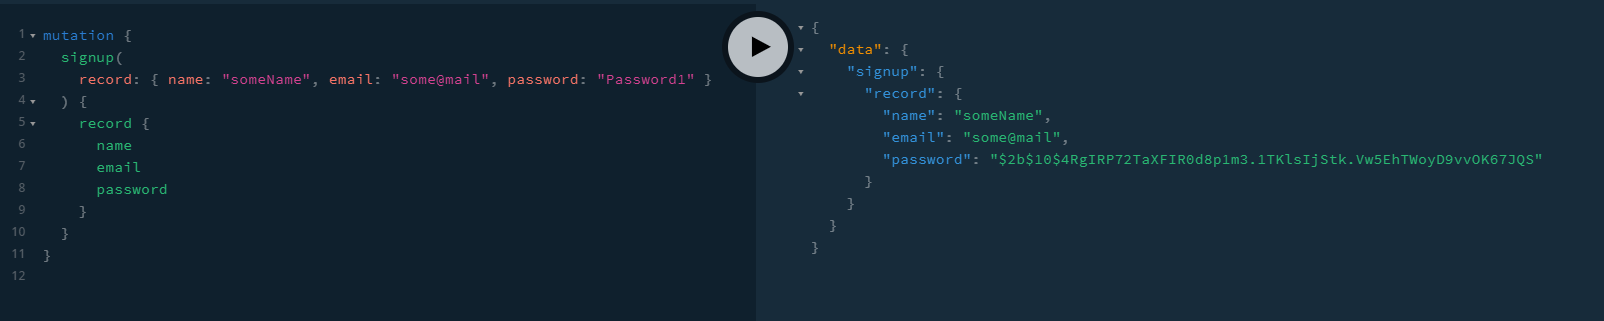 1 mutation {
2 signup(
3 record: { name: "someName", email: "some@mail", password: "Password1" }
4 ) {
5 record {
6 name
7 email
8 password
9 }
10 }
11 }
12
{
"data": {
"signup": {
"record": {
"name": "someName",
"email": "some@mail",
"password": "$2b$10$4RgIRP72TaXFIR0d8p1m3.1TKlsIjStk.Vw5EhTWoyD9vvOK67JQS"
}
}
}
}